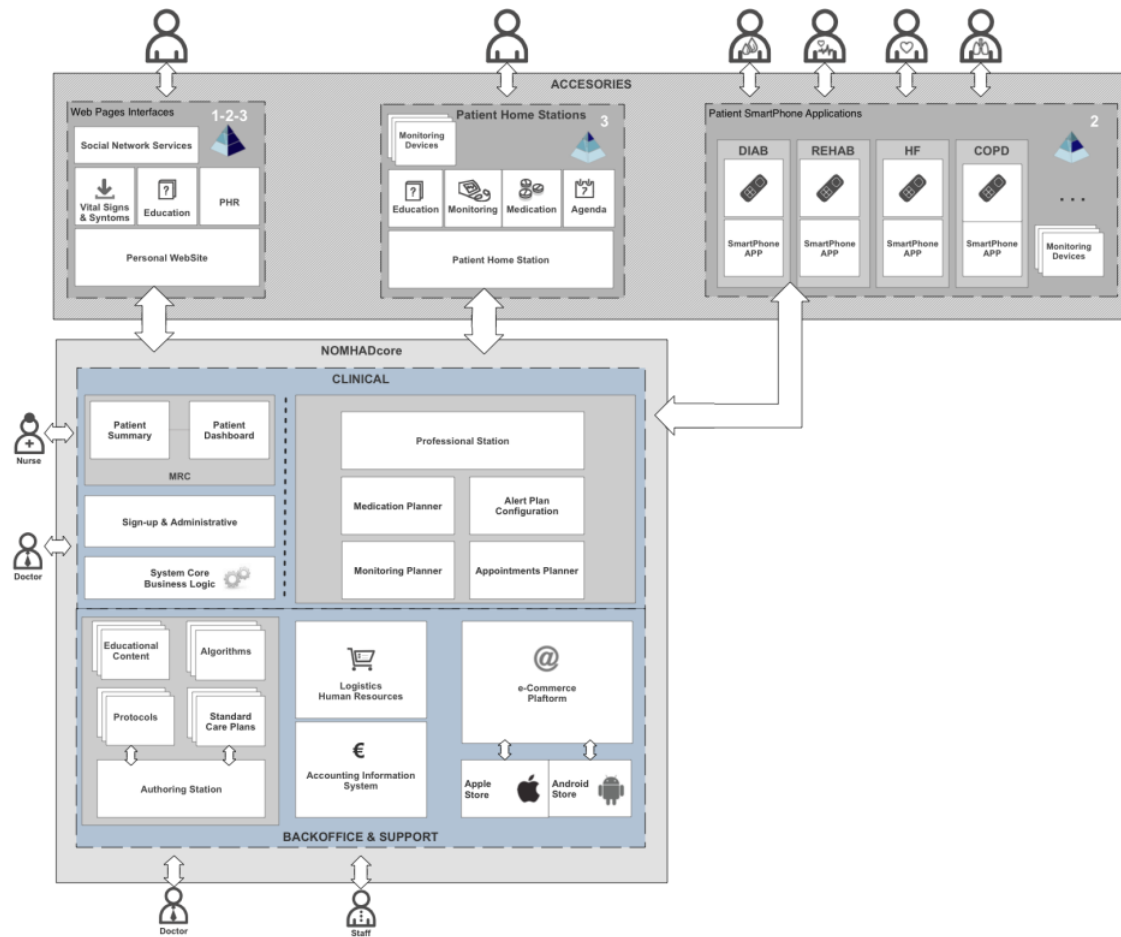 ACCESORIES
Web Pages Interfaces
1-2-3
Social Network Services
Vital Signs
& Syntoms
Education
PHR
Personal WebSite
Patient Home Stations
3
Monitoring
Devices
Education
Monitoring
Medication
Agenda
Patient Home Station
Patient SmartPhone Applications
2
DIAB
REHAB
HF
COPD
...
SmartPhone
APP
SmartPhone
APP
SmartPhone
APP
SmartPhone
APP
Monitoring
Devices
NOMHADcore
CLINICAL
Patient
Summary
Patient
Dashboard
MRC
Sign-up & Administrative
System Core
Business Logic
Professional Station
Medication Planner
Alert Plan
Configuration
Monitoring Planner
Appointments Planner
Nurse
Doctor
Educational
Content
Algorithms
Protocols
Standard
Care Plans
Authoring Station
Logistics
Human Resources
€
Accounting Information
System
@
e-Commerce
Plaftorm
Apple
Store
Android
Store
BACKOFFICE & SUPPORT
Doctor
Staff